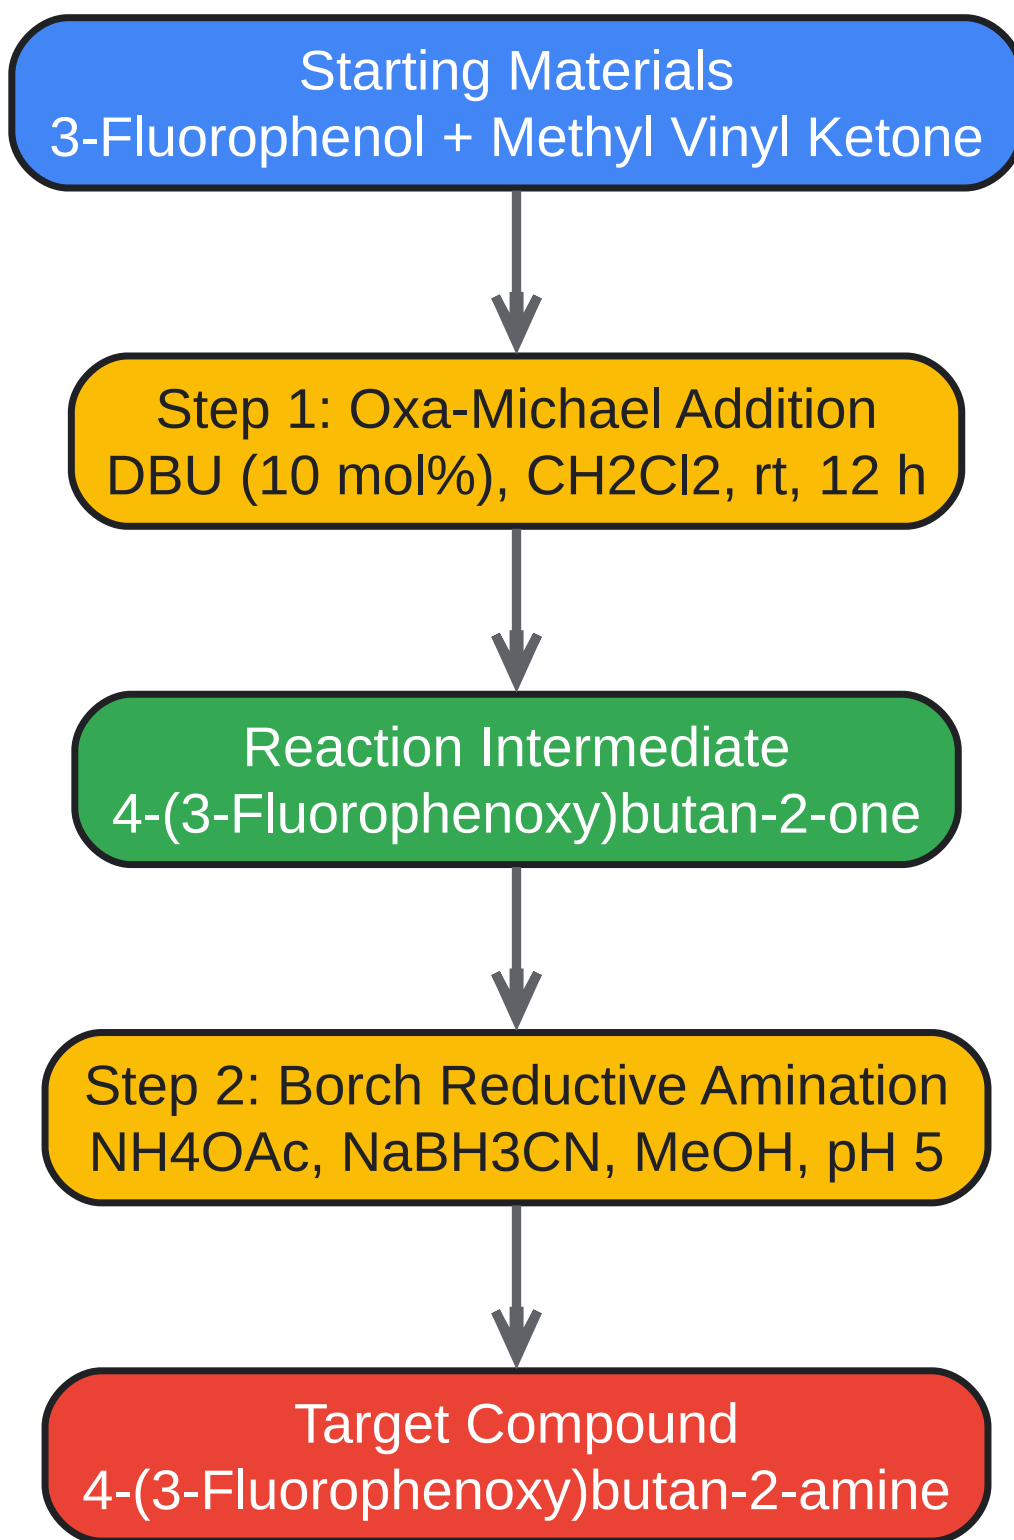 Starting Materials
3-Fluorophenol + Methyl Vinyl Ketone
Step 1: Oxa-Michael Addition
DBU (10 mol%), CH2Cl2, rt, 12 h
Reaction Intermediate
4-(3-Fluorophenoxy)butan-2-one
Step 2: Borch Reductive Amination
NH4OAc, NaBH3CN, MeOH, pH 5
Target Compound
4-(3-Fluorophenoxy)butan-2-amine